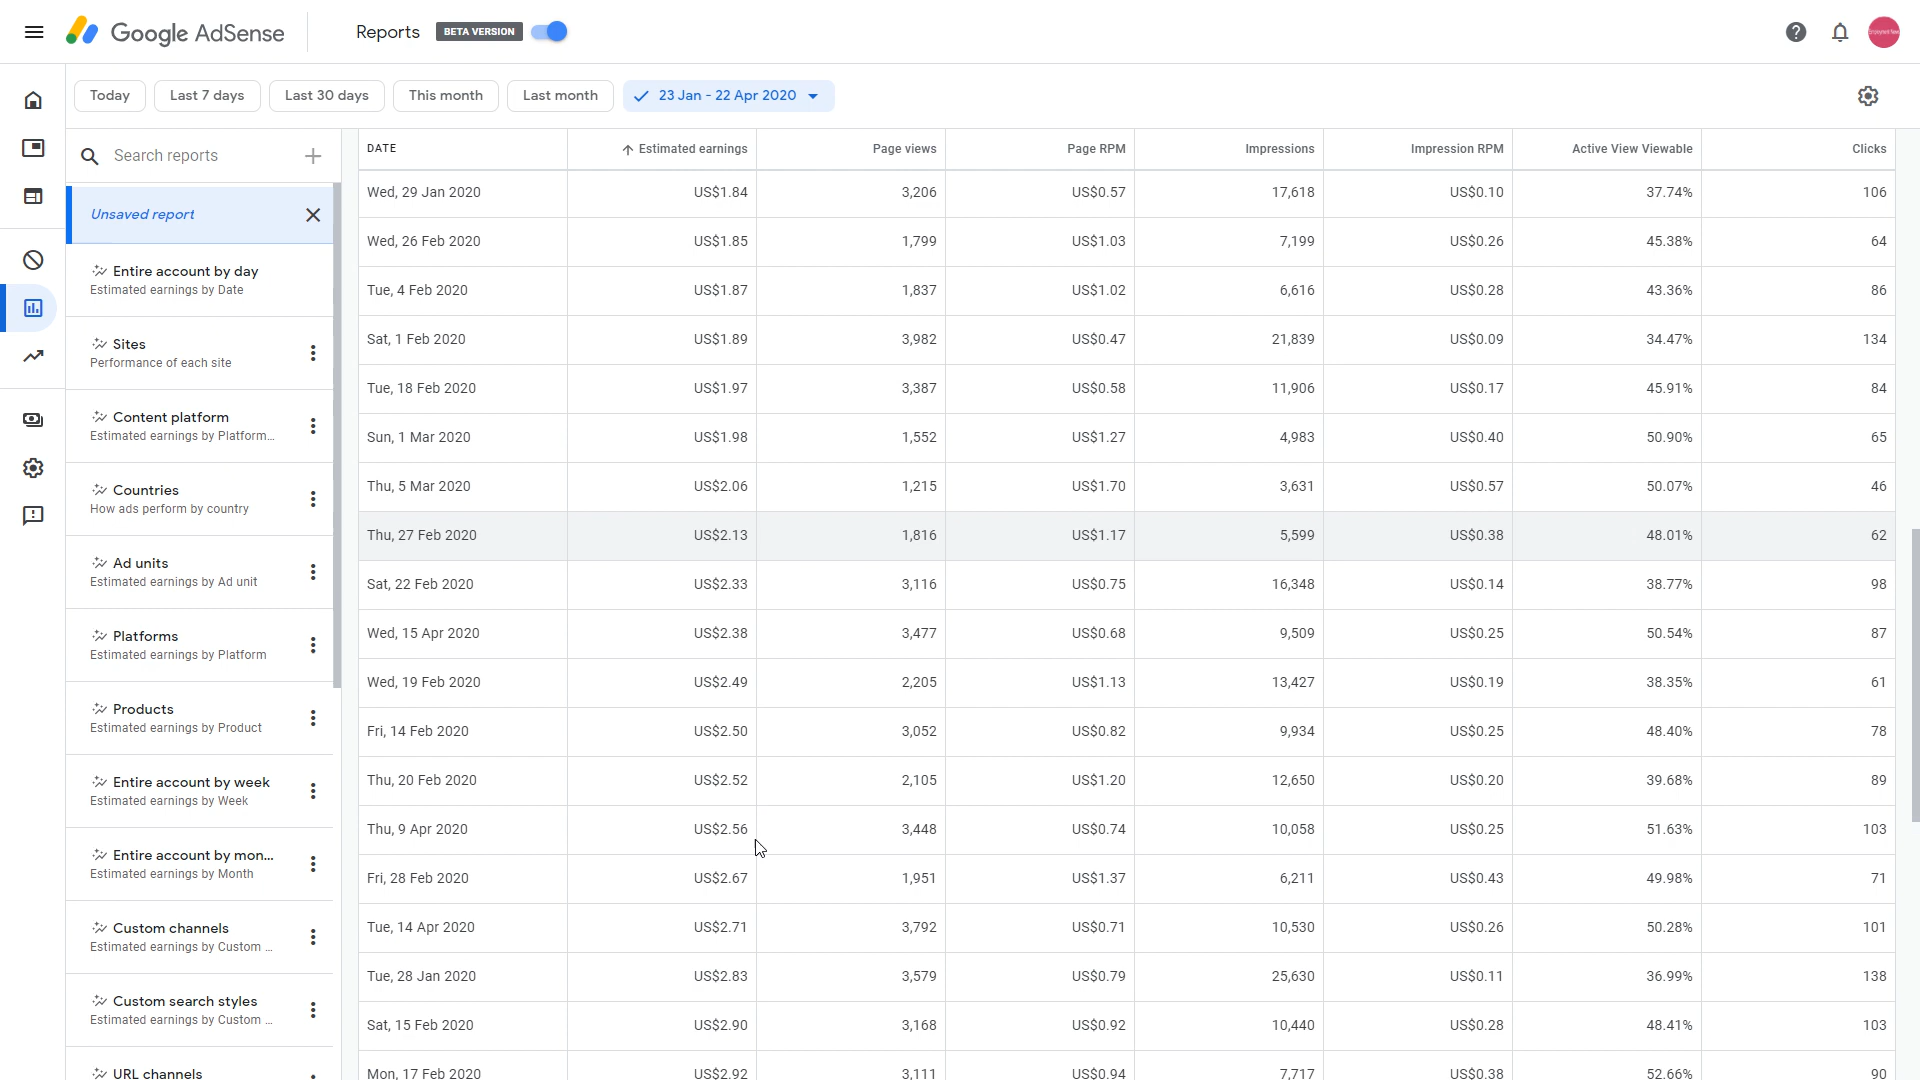 Google AdSense
Reports
BETA VERSION
Today
Last 7 days
Last 30 days
This month
Last month
23 Jan - 22 Apr 2020
Search reports
Unsaved report
Entire account by day
Estimated earnings by Date
Sites
Performance of each site
Content platform
Estimated earnings by Platform...
Countries
How ads perform by country
Ad units
Estimated earnings by Ad unit
Platforms
Estimated earnings by Platform
Products
Estimated earnings by Product
Entire account by week
Estimated earnings by Week
Entire account by mon...
Estimated earnings by Month
Custom channels
Estimated earnings by Custom ...
Custom search styles
Estimated earnings by Custom ...
URL channels
DATE Estimated earnings Page views Page RPM Impressions Impression RPM Active View Viewable Clicks
Wed, 29 Jan 2020 US$1.84 3,206 US$0.57 17,618 US$0.10 37.74% 106
Wed, 26 Feb 2020 US$1.85 1,799 US$1.03 7,199 US$0.26 45.38% 64
Tue, 4 Feb 2020 US$1.87 1,837 US$1.02 6,616 US$0.28 43.36% 86
Sat, 1 Feb 2020 US$1.89 3,982 US$0.47 21,839 US$0.09 34.47% 134
Tue, 18 Feb 2020 US$1.97 3,387 US$0.58 11,906 US$0.17 45.91% 84
Sun, 1 Mar 2020 US$1.98 1,552 US$1.27 4,983 US$0.40 50.90% 65
Thu, 5 Mar 2020 US$2.06 1,215 US$1.70 3,631 US$0.57 50.07% 46
Thu, 27 Feb 2020 US$2.13 1,816 US$1.17 5,599 US$0.38 48.01% 62
Sat, 22 Feb 2020 US$2.33 3,116 US$0.75 16,348 US$0.14 38.77% 98
Wed, 15 Apr 2020 US$2.38 3,477 US$0.68 9,509 US$0.25 50.54% 87
Wed, 19 Feb 2020 US$2.49 2,205 US$1.13 13,427 US$0.19 38.35% 61
Fri, 14 Feb 2020 US$2.50 3,052 US$0.82 9,934 US$0.25 48.40% 78
Thu, 20 Feb 2020 US$2.52 2,105 US$1.20 12,650 US$0.20 39.68% 89
Thu, 9 Apr 2020 US$2.56 3,448 US$0.74 10,058 US$0.25 51.63% 103
Fri, 28 Feb 2020 US$2.67 1,951 US$1.37 6,211 US$0.43 49.98% 71
Tue, 14 Apr 2020 US$2.71 3,792 US$0.71 10,530 US$0.26 50.28% 101
Tue, 28 Jan 2020 US$2.83 3,579 US$0.79 25,630 US$0.11 36.99% 138
Sat, 15 Feb 2020 US$2.90 3,168 US$0.92 10,440 US$0.28 48.41% 103
Mon, 17 Feb 2020 US$2.92 3,111 US$0.94 7,717 US$0.38 52.66% 90